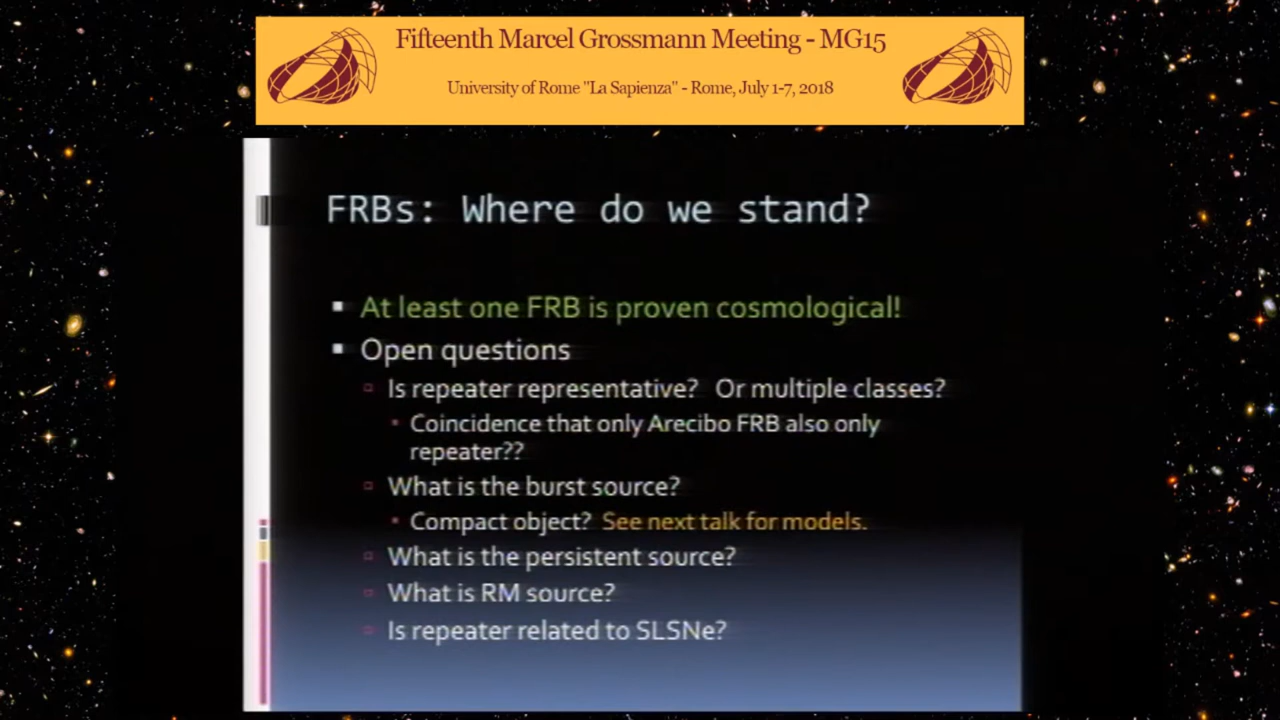 Fifteenth Marcel Grossmann Meeting - MG15
University of Rome "La Sapienza" - Rome, July 1-7, 2018
FRBs: Where do we stand?
At least one FRB is proven cosmological!
Open questions
Is repeater representative? Or multiple classes?
Coincidence that only Arecibo FRB also only
repeater??
What is the burst source?
Compact object? See next talk for models.
What is the persistent source?
What is RM source?
Is repeater related to SLSNe?